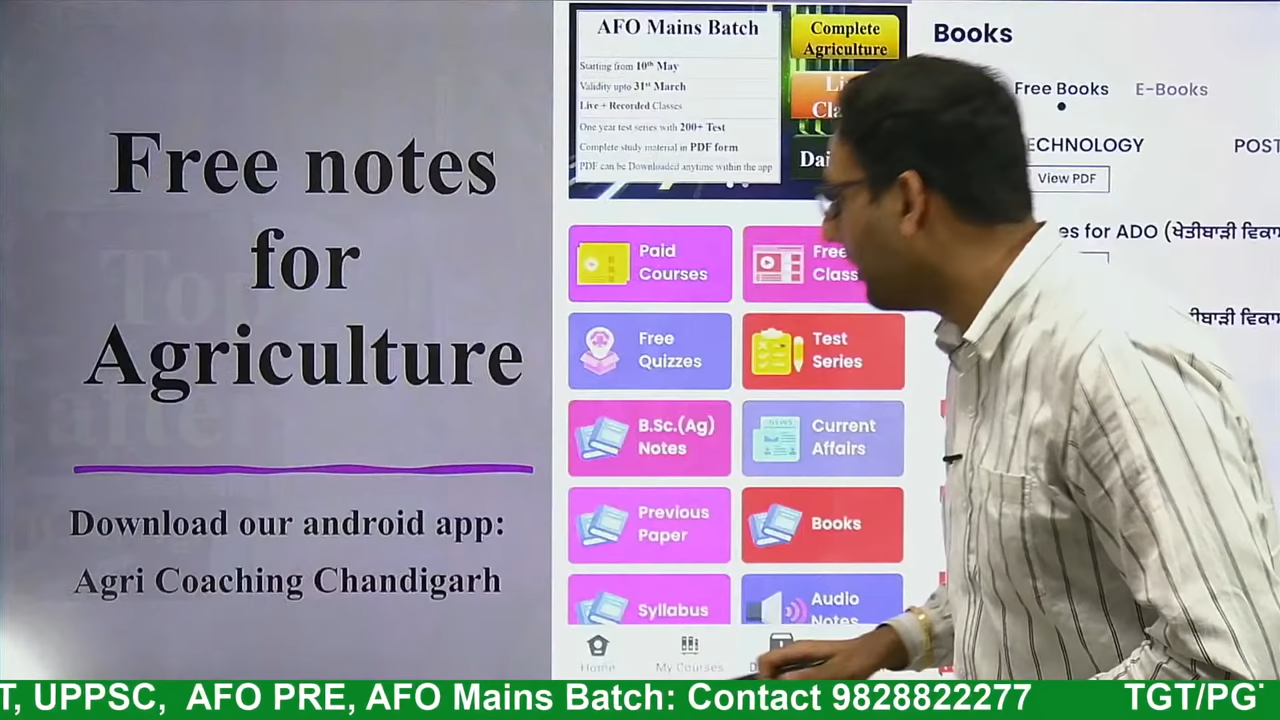 Free notes
for
Agriculture
Download our android app:
Agri Coaching Chandigarh
AFO Mains Batch
Starting from 10th May
Validity upto 31st March
Live + Recorded Classes
One year test series with 200+ Test
Complete study material in PDF form
PDF can be Downloaded anytime within the app
Complete
Agriculture
Paid
Courses
Free
Quizzes
Test
Series
B.Sc.(Ag)
Notes
Current
Affairs
NEWS
Previous
Paper
Books
Syllabus
Audio
Notes
Home
My Courses
Books
Free Books
E-Books
ECHNOLOGY
POST
View PDF
es for ADO (ਖੇਤੀਬਾੜੀ ਵਿਕਾ
ੀਬਾੜੀ ਵਿਕਾ
T, UPPSC, AFO PRE, AFO Mains Batch: Contact 9828822277
TGT/PG